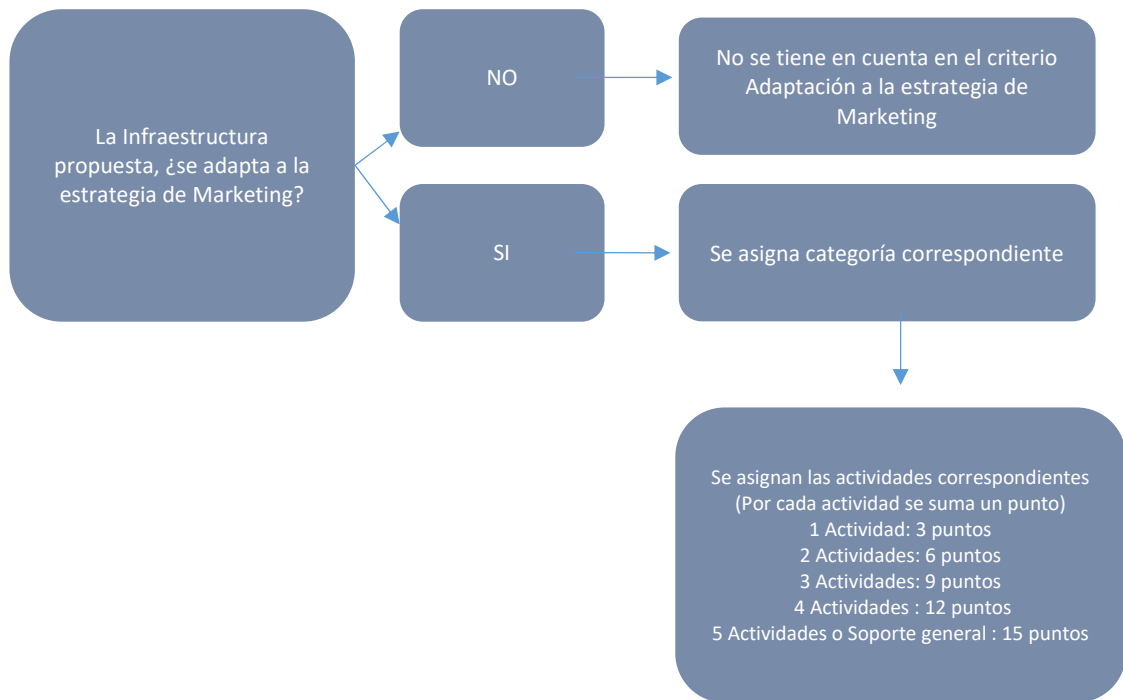 La Infraestructura
propuesta, ¿se adapta a la
estrategia de Marketing?
NO
No se tiene en cuenta en el criterio
Adaptación a la estrategia de
Marketing
SI
Se asigna categoría correspondiente
Se asignan las actividades correspondientes
(Por cada actividad se suma un punto)
1 Actividad: 3 puntos
2 Actividades: 6 puntos
3 Actividades: 9 puntos
4 Actividades : 12 puntos
5 Actividades o Soporte general : 15 puntos